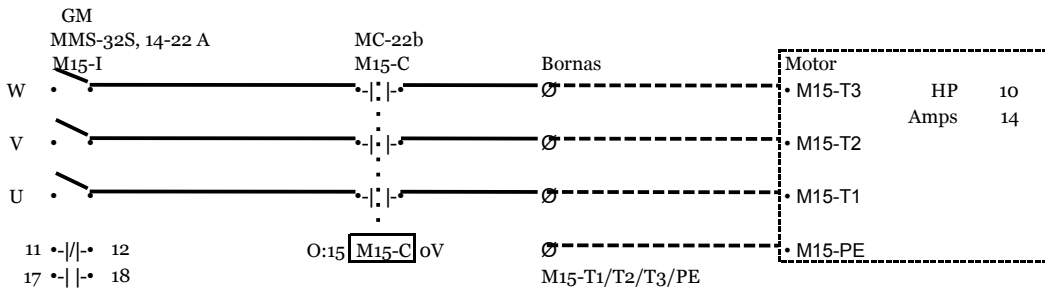 GM
MMS-32S, 14-22 A MC-22b
M15-I M15-C Bornas Motor
W M15-T3 HP 10
Amps 14
V M15-T2
U M15-T1
11 12 O:15 M15-C 0V M15-PE
17 18 M15-T1/T2/T3/PE